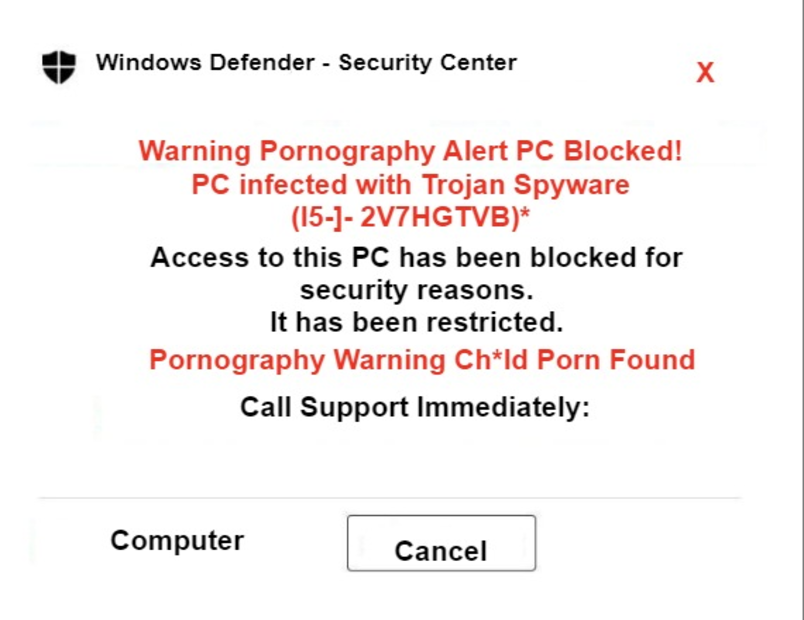 Windows Defender - Security Center
X
Warning Pornography Alert PC Blocked!
PC infected with Trojan Spyware
(I5-]- 2V7HGTVB)*
Access to this PC has been blocked for
security reasons.
It has been restricted.
Pornography Warning Ch*ld Porn Found
Call Support Immediately:
Computer
Cancel